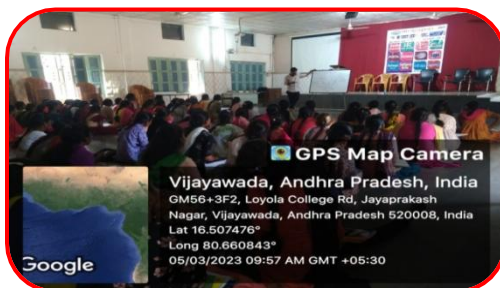 GPS Map Camera
Vijayawada, Andhra Pradesh, India
GM56+3F2, Loyola College Rd, Jayaprakash
Nagar, Vijayawada, Andhra Pradesh 520008, India
Lat 16.507476°
Long 80.660843°
05/03/2023 09:57 AM GMT +05:30
Google